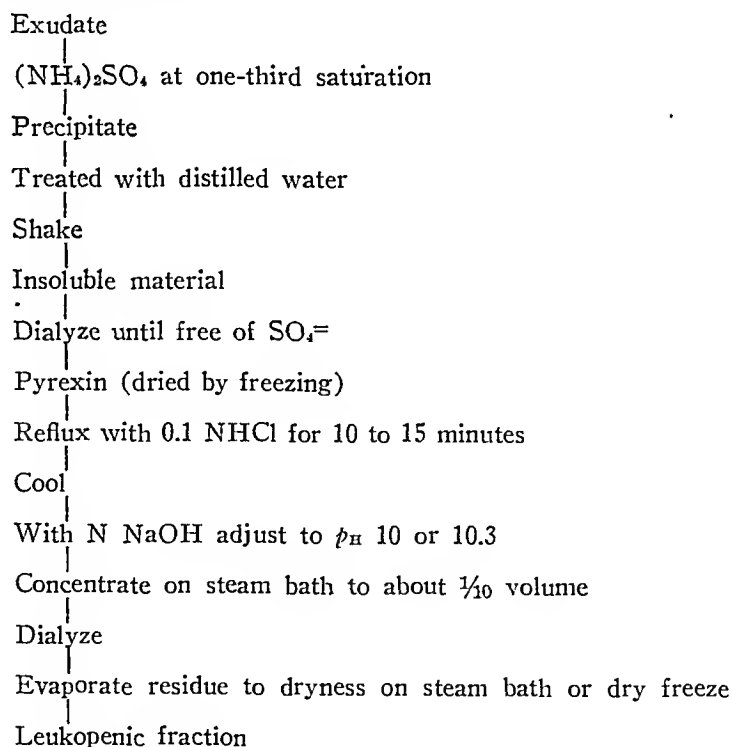 Exudate
(NH₄)₂SO₄ at one-third saturation
Precipitate
Treated with distilled water
Shake
Insoluble material
Dialyze until free of SO₄=
Pyrexin (dried by freezing)
Reflux with 0.1 NHCl for 10 to 15 minutes
Cool
With N NaOH adjust to pH 10 or 10.3
Concentrate on steam bath to about 1/10 volume
Dialyze
Evaporate residue to dryness on steam bath or dry freeze
Leukopenic fraction